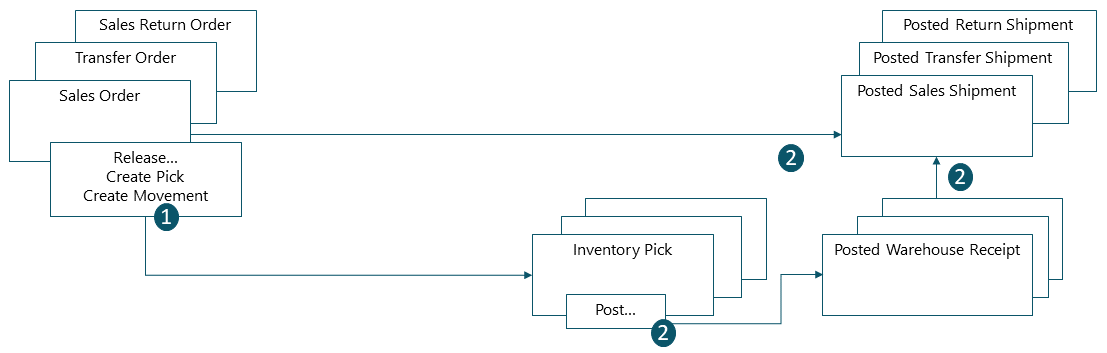 Sales Return Order
Transfer Order
Sales Order
Release...
Create Pick
Create Movement
1
Inventory Pick
Post...
2
Posted Return Shipment
Posted Transfer Shipment
Posted Sales Shipment
2
2
Posted Warehouse Receipt